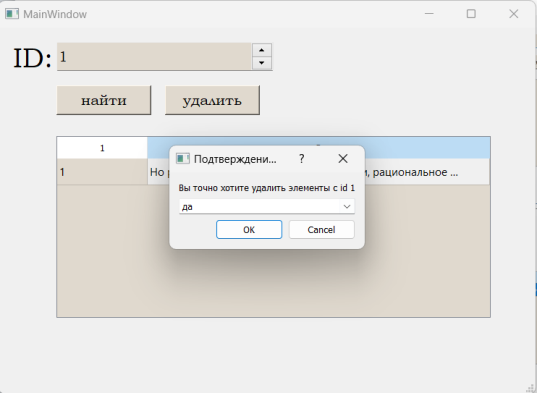 MainWindow
ID: 1
найти удалить
1
1 Но
, рациональное ...
Подтверждени... ?
Вы точно хотите удалить элементы с id 1
да
OK Cancel